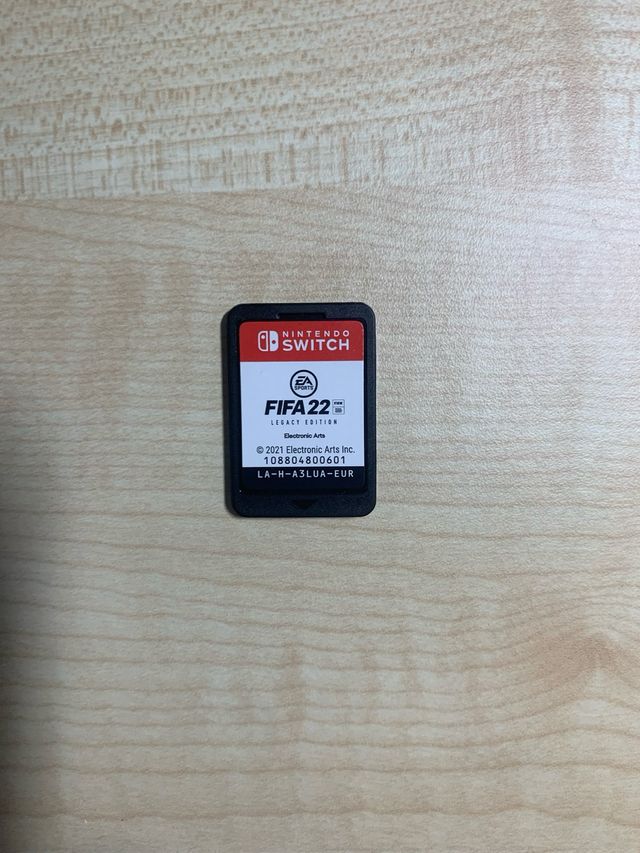 NINTENDO
SWITCH
EA
SPORTS
FIFA 22
LEGACY EDITION
Electronic Arts
© 2021 Electronic Arts Inc.
108804800601
LA-H-A3LUA-EUR